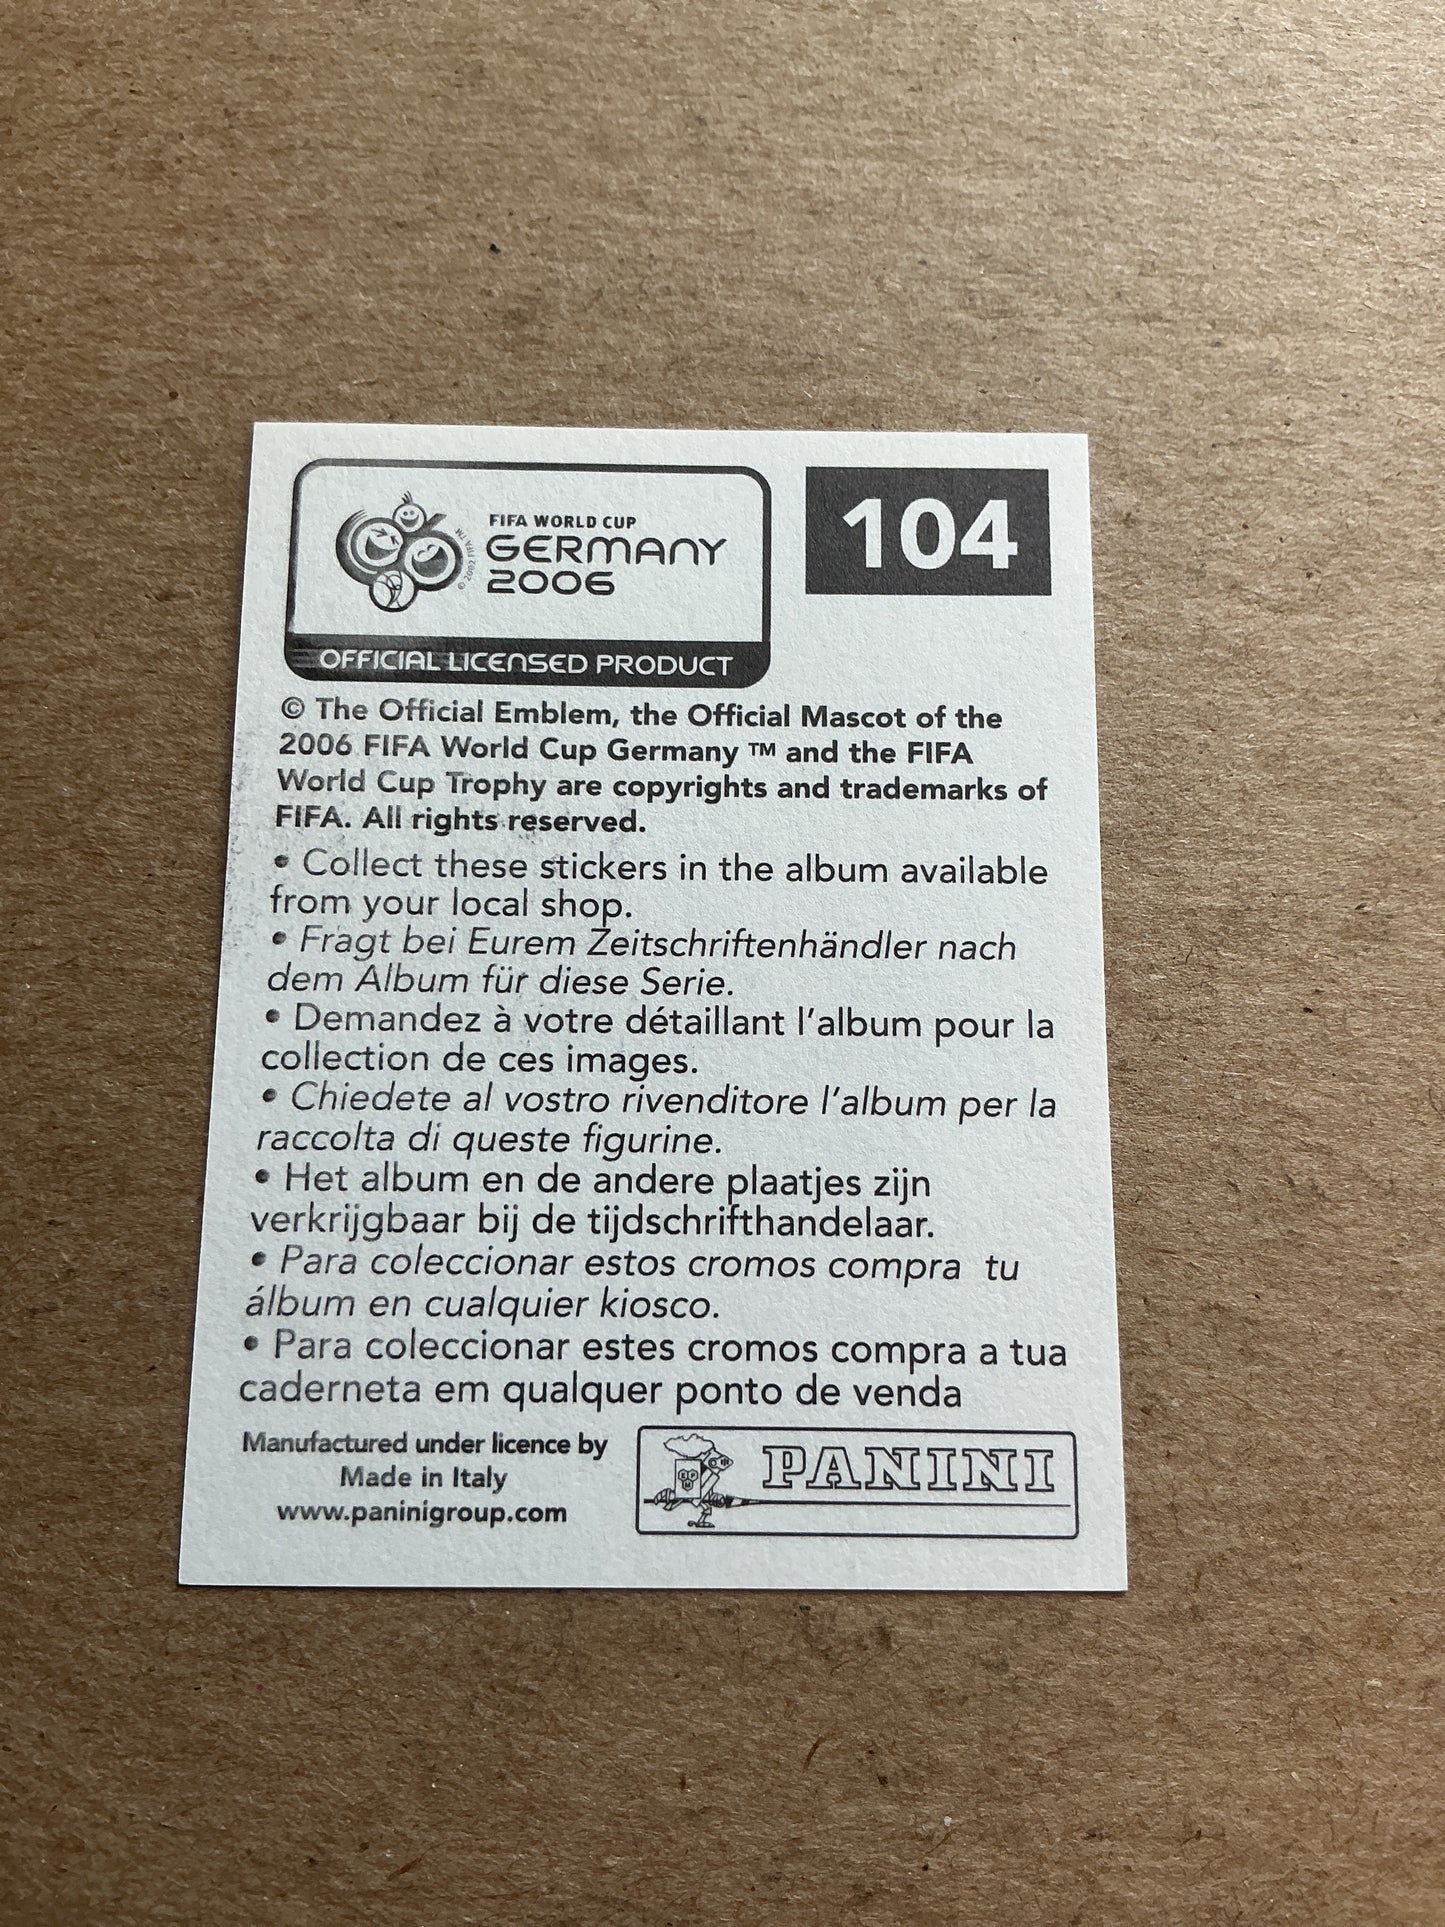 FIFA WORLD CUP
GERMANY
2006
© 2002 FIFA TM
104
OFFICIAL LICENSED PRODUCT
© The Official Emblem, the Official Mascot of the
2006 FIFA World Cup Germany ™ and the FIFA
World Cup Trophy are copyrights and trademarks of
FIFA. All rights reserved.
• Collect these stickers in the album available
from your local shop.
• Fragt bei Eurem Zeitschriftenhändler nach
dem Album für diese Serie.
• Demandez à votre détaillant l'album pour la
collection de ces images.
• Chiedete al vostro rivenditore l'album per la
raccolta di queste figurine.
• Het album en de andere plaatjes zijn
verkrijgbaar bij de tijdschrifthandelaar.
• Para coleccionar estos cromos compra  tu
álbum en cualquier kiosco.
• Para coleccionar estes cromos compra a tua
caderneta em qualquer ponto de venda
Manufactured under licence by
Made in Italy
www.paninigroup.com
PANINI